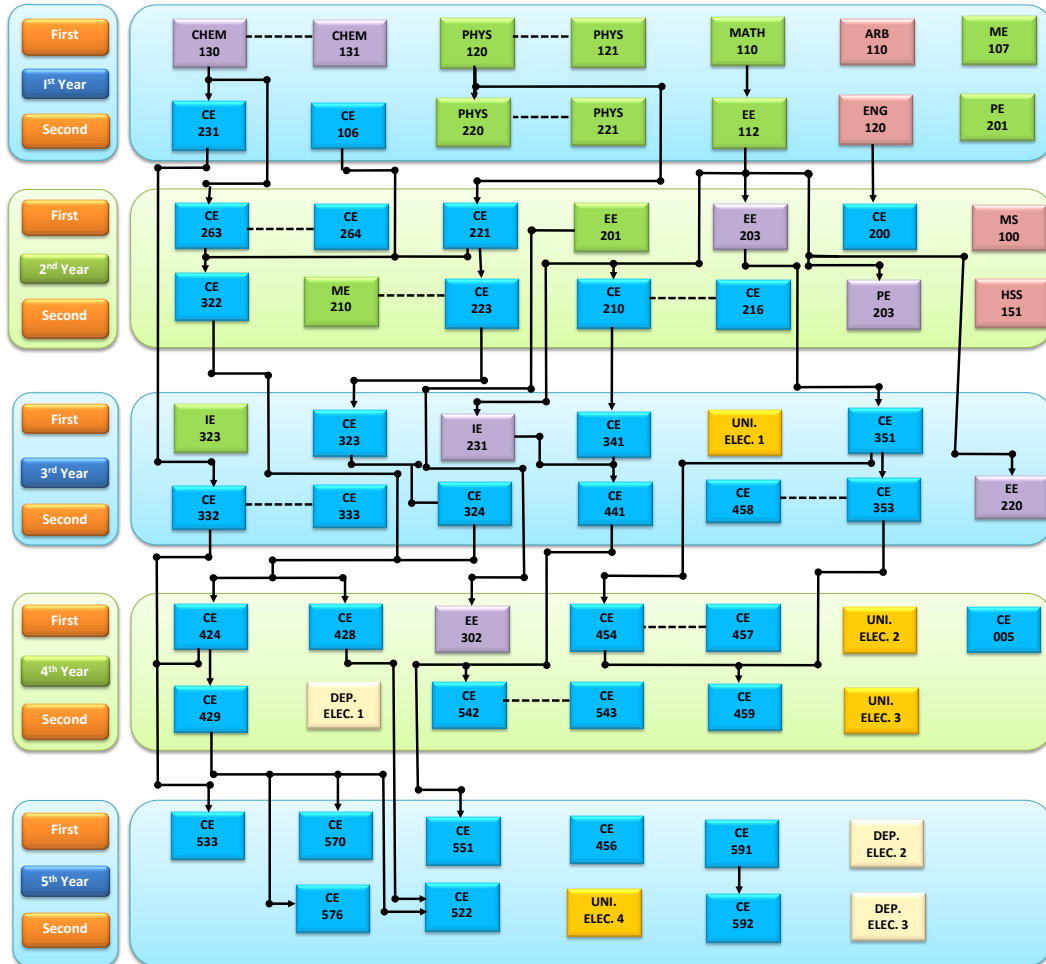 First
CHEM
130
CHEM
131
PHYS
120
PHYS
121
MATH
110
ARB
110
ME
107
Ist Year
Second
CE
231
CE
106
PHYS
220
PHYS
221
EE
112
ENG
120
PE
201
First
CE
263
CE
264
CE
221
EE
201
EE
203
CE
200
MS
100
2nd Year
Second
CE
322
ME
210
CE
223
CE
210
CE
216
PE
203
HSS
151
First
IE
323
CE
323
IE
231
CE
341
UNI.
ELEC. 1
CE
351
3rd Year
Second
CE
332
CE
333
CE
324
CE
441
CE
458
CE
353
EE
220
First
CE
424
CE
428
EE
302
CE
454
CE
457
UNI.
ELEC. 2
CE
005
4th Year
Second
CE
429
DEP.
ELEC. 1
CE
542
CE
543
CE
459
UNI.
ELEC. 3
First
CE
533
CE
570
CE
551
CE
456
CE
591
DEP.
ELEC. 2
5th Year
Second
CE
576
CE
522
UNI.
ELEC. 4
CE
592
DEP.
ELEC. 3